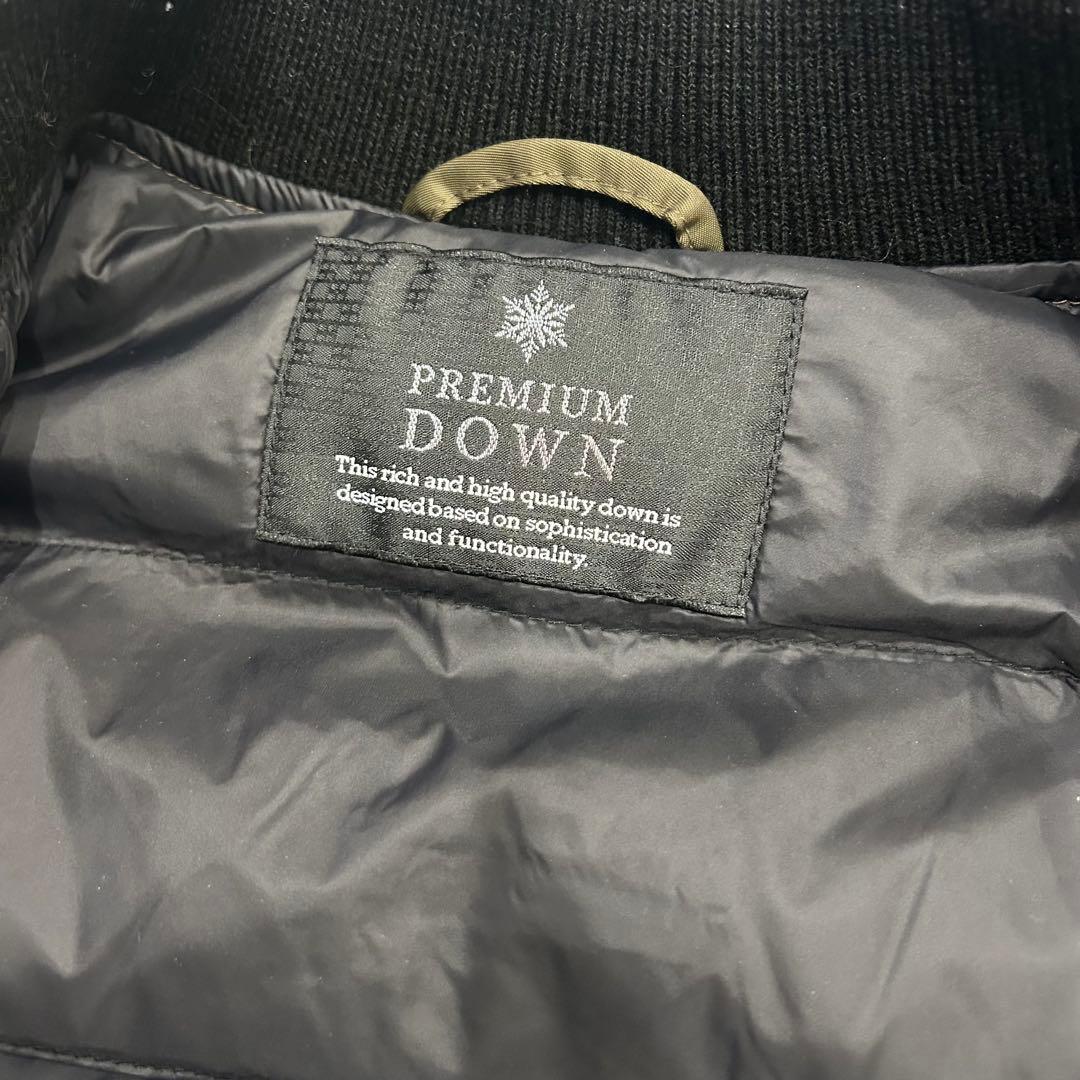 PREMIUM
DOWN
This rich and high quality down is
designed based on sophistication
and functionality.